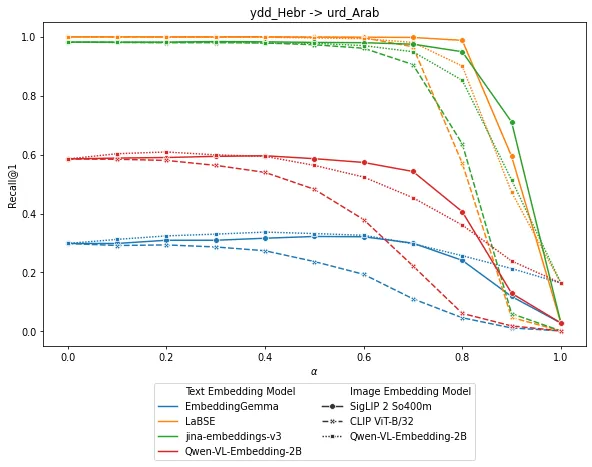 ydd_Hebr -> urd_Arab
Recall@1
1.0
0.8
0.6
0.4
0.2
0.0
0.0 0.2 0.4 0.6 0.8 1.0
α
Text Embedding Model
EmbeddingGemma
LaBSE
jina-embeddings-v3
Qwen-VL-Embedding-2B
Image Embedding Model
SigLIP 2 So400m
CLIP ViT-B/32
Qwen-VL-Embedding-2B